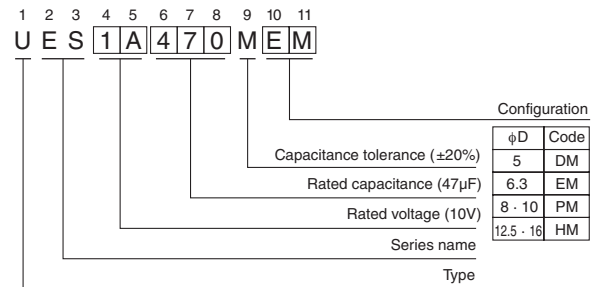 1 2 3 4 5 6 7 8 9 10 11
U E S 1 A 4 7 0 M E M
Configuration
φD Code
5 DM
6.3 EM
8 · 10 PM
12.5 · 16 HM
Capacitance tolerance (±20%)
Rated capacitance (47µF)
Rated voltage (10V)
Series name
Type